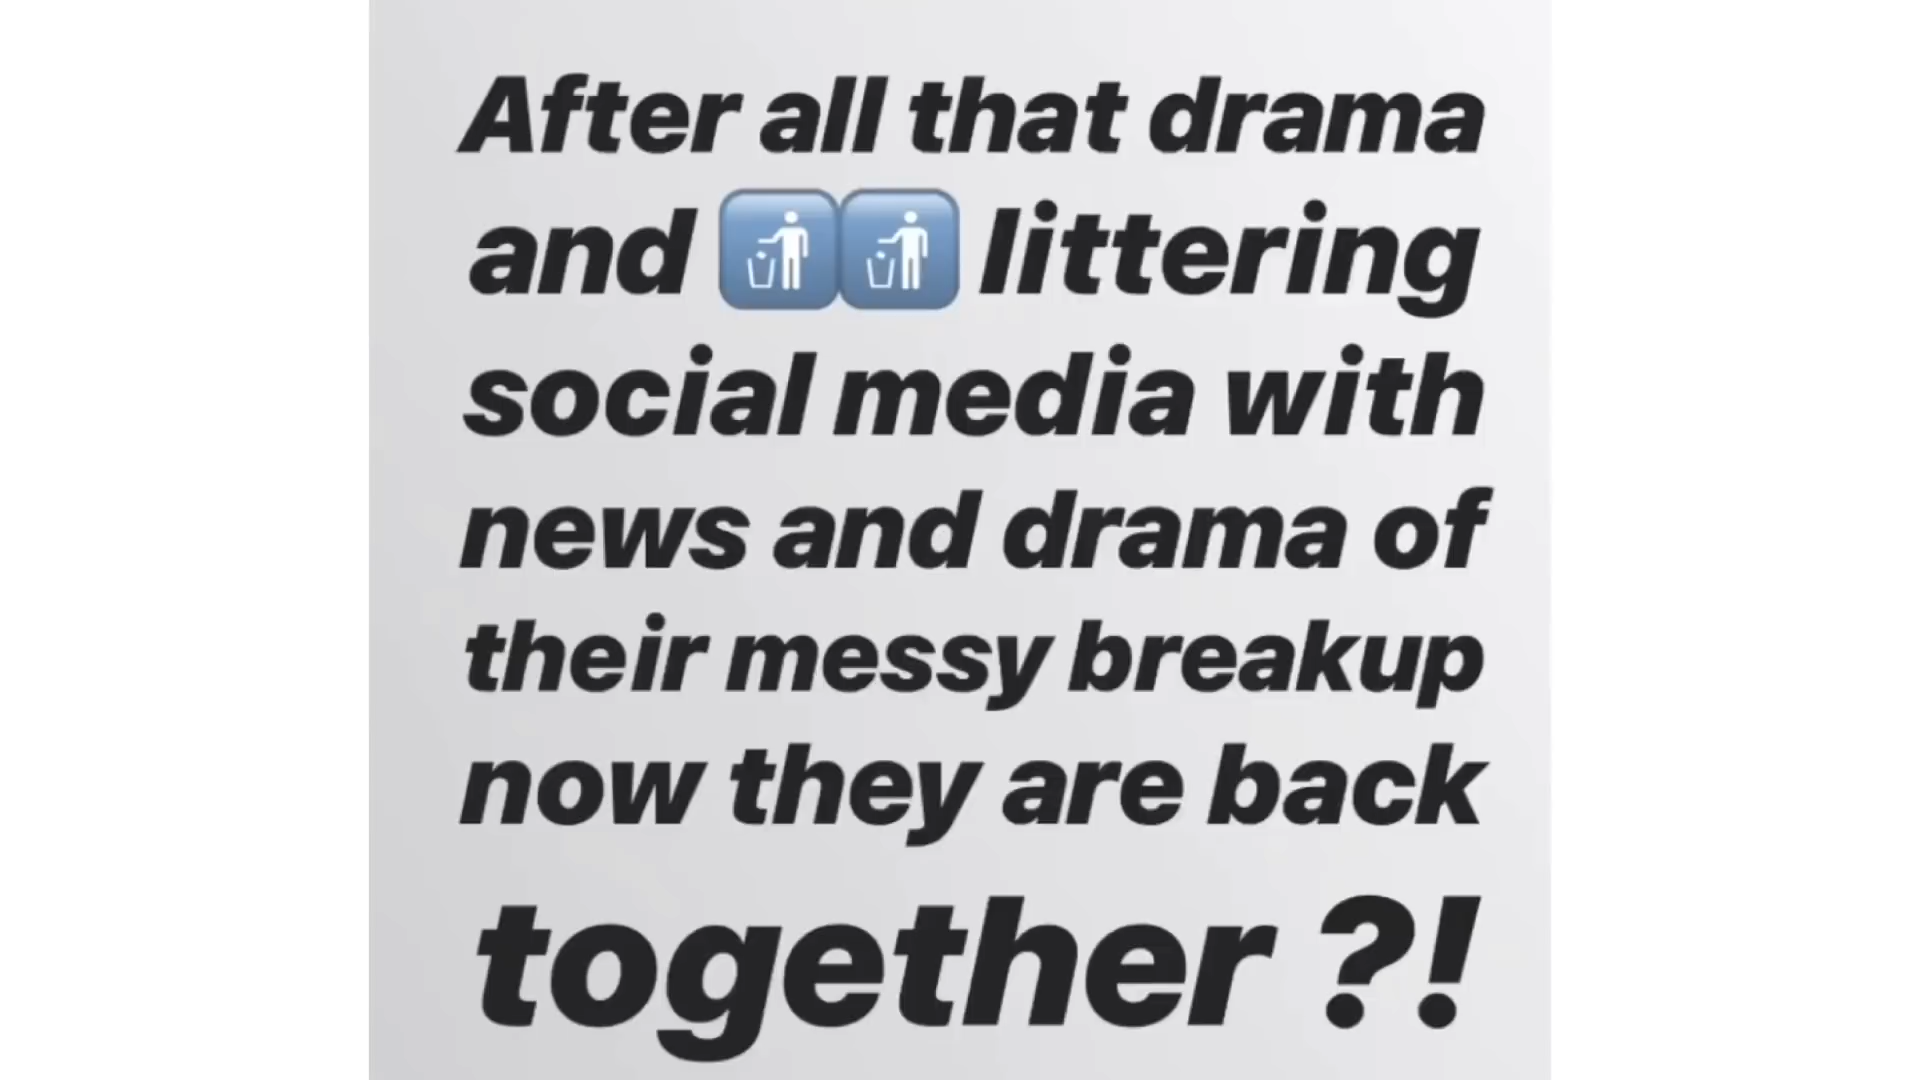 After all that drama
and 🚮🚮 littering
social media with
news and drama of
their messy breakup
now they are back
together ?!